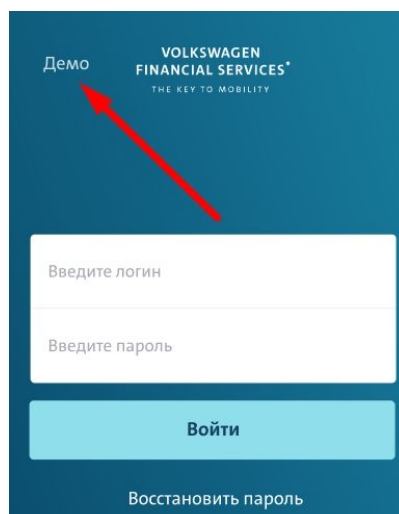 Демо
VOLKSWAGEN
FINANCIAL SERVICES*
THE KEY TO MOBILITY
Введите логин
Введите пароль
Войти
Восстановить пароль